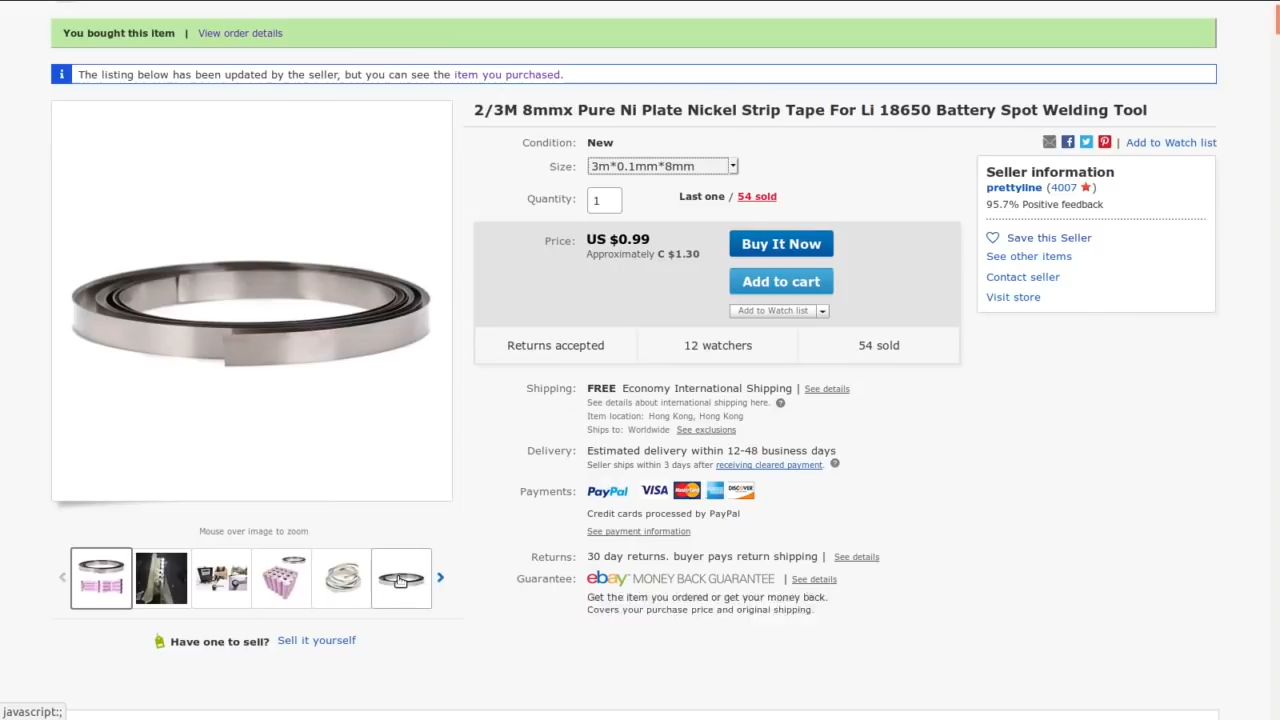 You bought this item | View order details
i The listing below has been updated by the seller, but you can see the item you purchased.
2/3M 8mmx Pure Ni Plate Nickel Strip Tape For Li 18650 Battery Spot Welding Tool
Condition: New
| Add to Watch list
Size: 3m*0.1mm*8mm
Quantity: 1 Last one / 54 sold
Seller information
prettyline (4007 )
95.7% Positive feedback
Save this Seller
See other items
Contact seller
Visit store
Price: US $0.99
Approximately C $1.30
Buy It Now
Add to cart
Add to Watch list
Returns accepted 12 watchers 54 sold
Shipping: FREE Economy International Shipping | See details
See details about international shipping here. ?
Item location: Hong Kong, Hong Kong
Ships to: Worldwide See exclusions
Delivery: Estimated delivery within 12-48 business days
Seller ships within 3 days after receiving cleared payment. ?
Payments: PayPal VISA MasterCard DISCOVER
Credit cards processed by PayPal
See payment information
Returns: 30 day returns. buyer pays return shipping | See details
Guarantee: ebay MONEY BACK GUARANTEE | See details
Get the item you ordered or get your money back.
Covers your purchase price and original shipping.
Mouse over image to zoom
Have one to sell? Sell it yourself
javascript:;